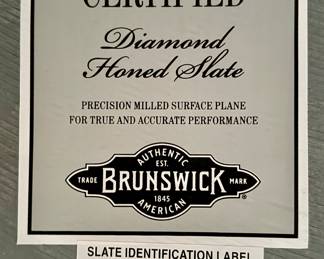 CERTIFIED
Diamond
Honed Slate
PRECISION MILLED SURFACE PLANE
FOR TRUE AND ACCURATE PERFORMANCE
AUTHENTIC
EST.
TRADE BRUNSWICK MARK
®
1845
AMERICAN
SLATE IDENTIFICATION LABEL